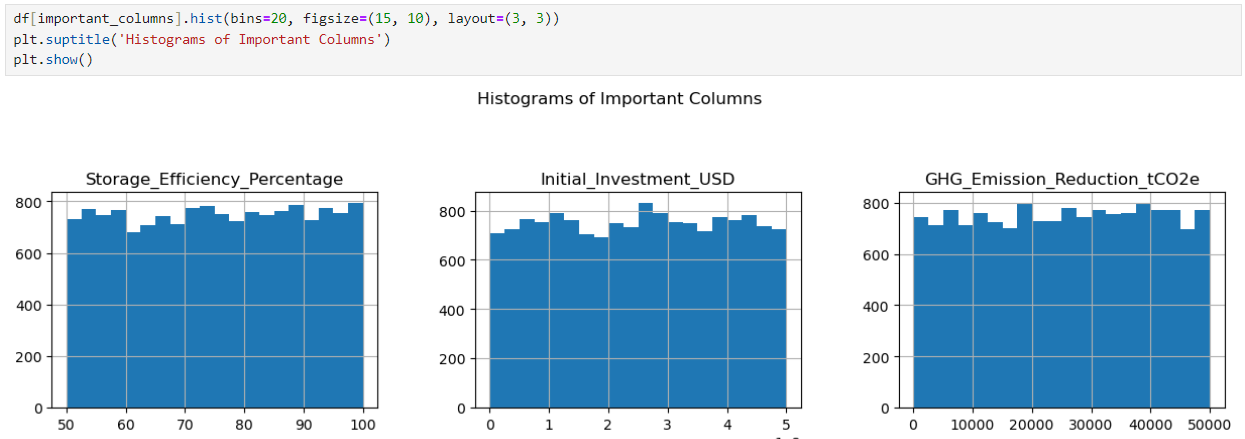 df[important_columns].hist(bins=20, figsize=(15, 10), layout=(3, 3))
plt.suptitle('Histograms of Important Columns')
plt.show()
Histograms of Important Columns
Storage_Efficiency_Percentage
Initial_Investment_USD
GHG_Emission_Reduction_tCO2e
800
600
400
200
0
50 60 70 80 90 100
800
600
400
200
0
0 1 2 3 4 5
800
600
400
200
0
0 10000 20000 30000 40000 50000